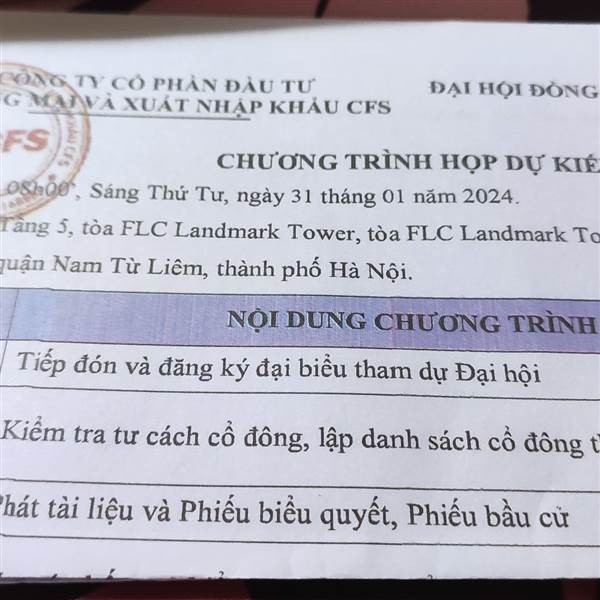 CÔNG TY CỔ PHẦN ĐẦU TƯ
MẠI VÀ XUẤT NHẬP KHẨU CFS
ĐẠI HỘI ĐỒNG
CFS
CHƯƠNG TRÌNH HỌP DỰ KIẾ
08h00', Sáng Thứ Tư, ngày 31 tháng 01 năm 2024.
Tầng 5, tòa FLC Landmark Tower, tòa FLC Landmark To
quận Nam Từ Liêm, thành phố Hà Nội.
NỘI DUNG CHƯƠNG TRÌNH
Tiếp đón và đăng ký đại biểu tham dự Đại hội
Kiểm tra tư cách cổ đông, lập danh sách cổ đông
Phát tài liệu và Phiếu biểu quyết, Phiếu bầu cử